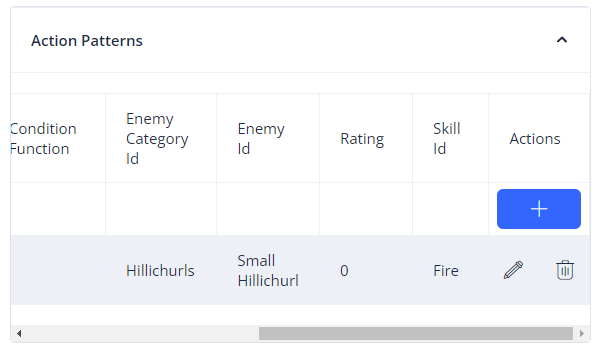 Action Patterns
Condition
Function
Enemy
Category
Id
Enemy
Id
Rating
Skill
Id
Actions
Hillichurls
Small
Hillichurl
0
Fire